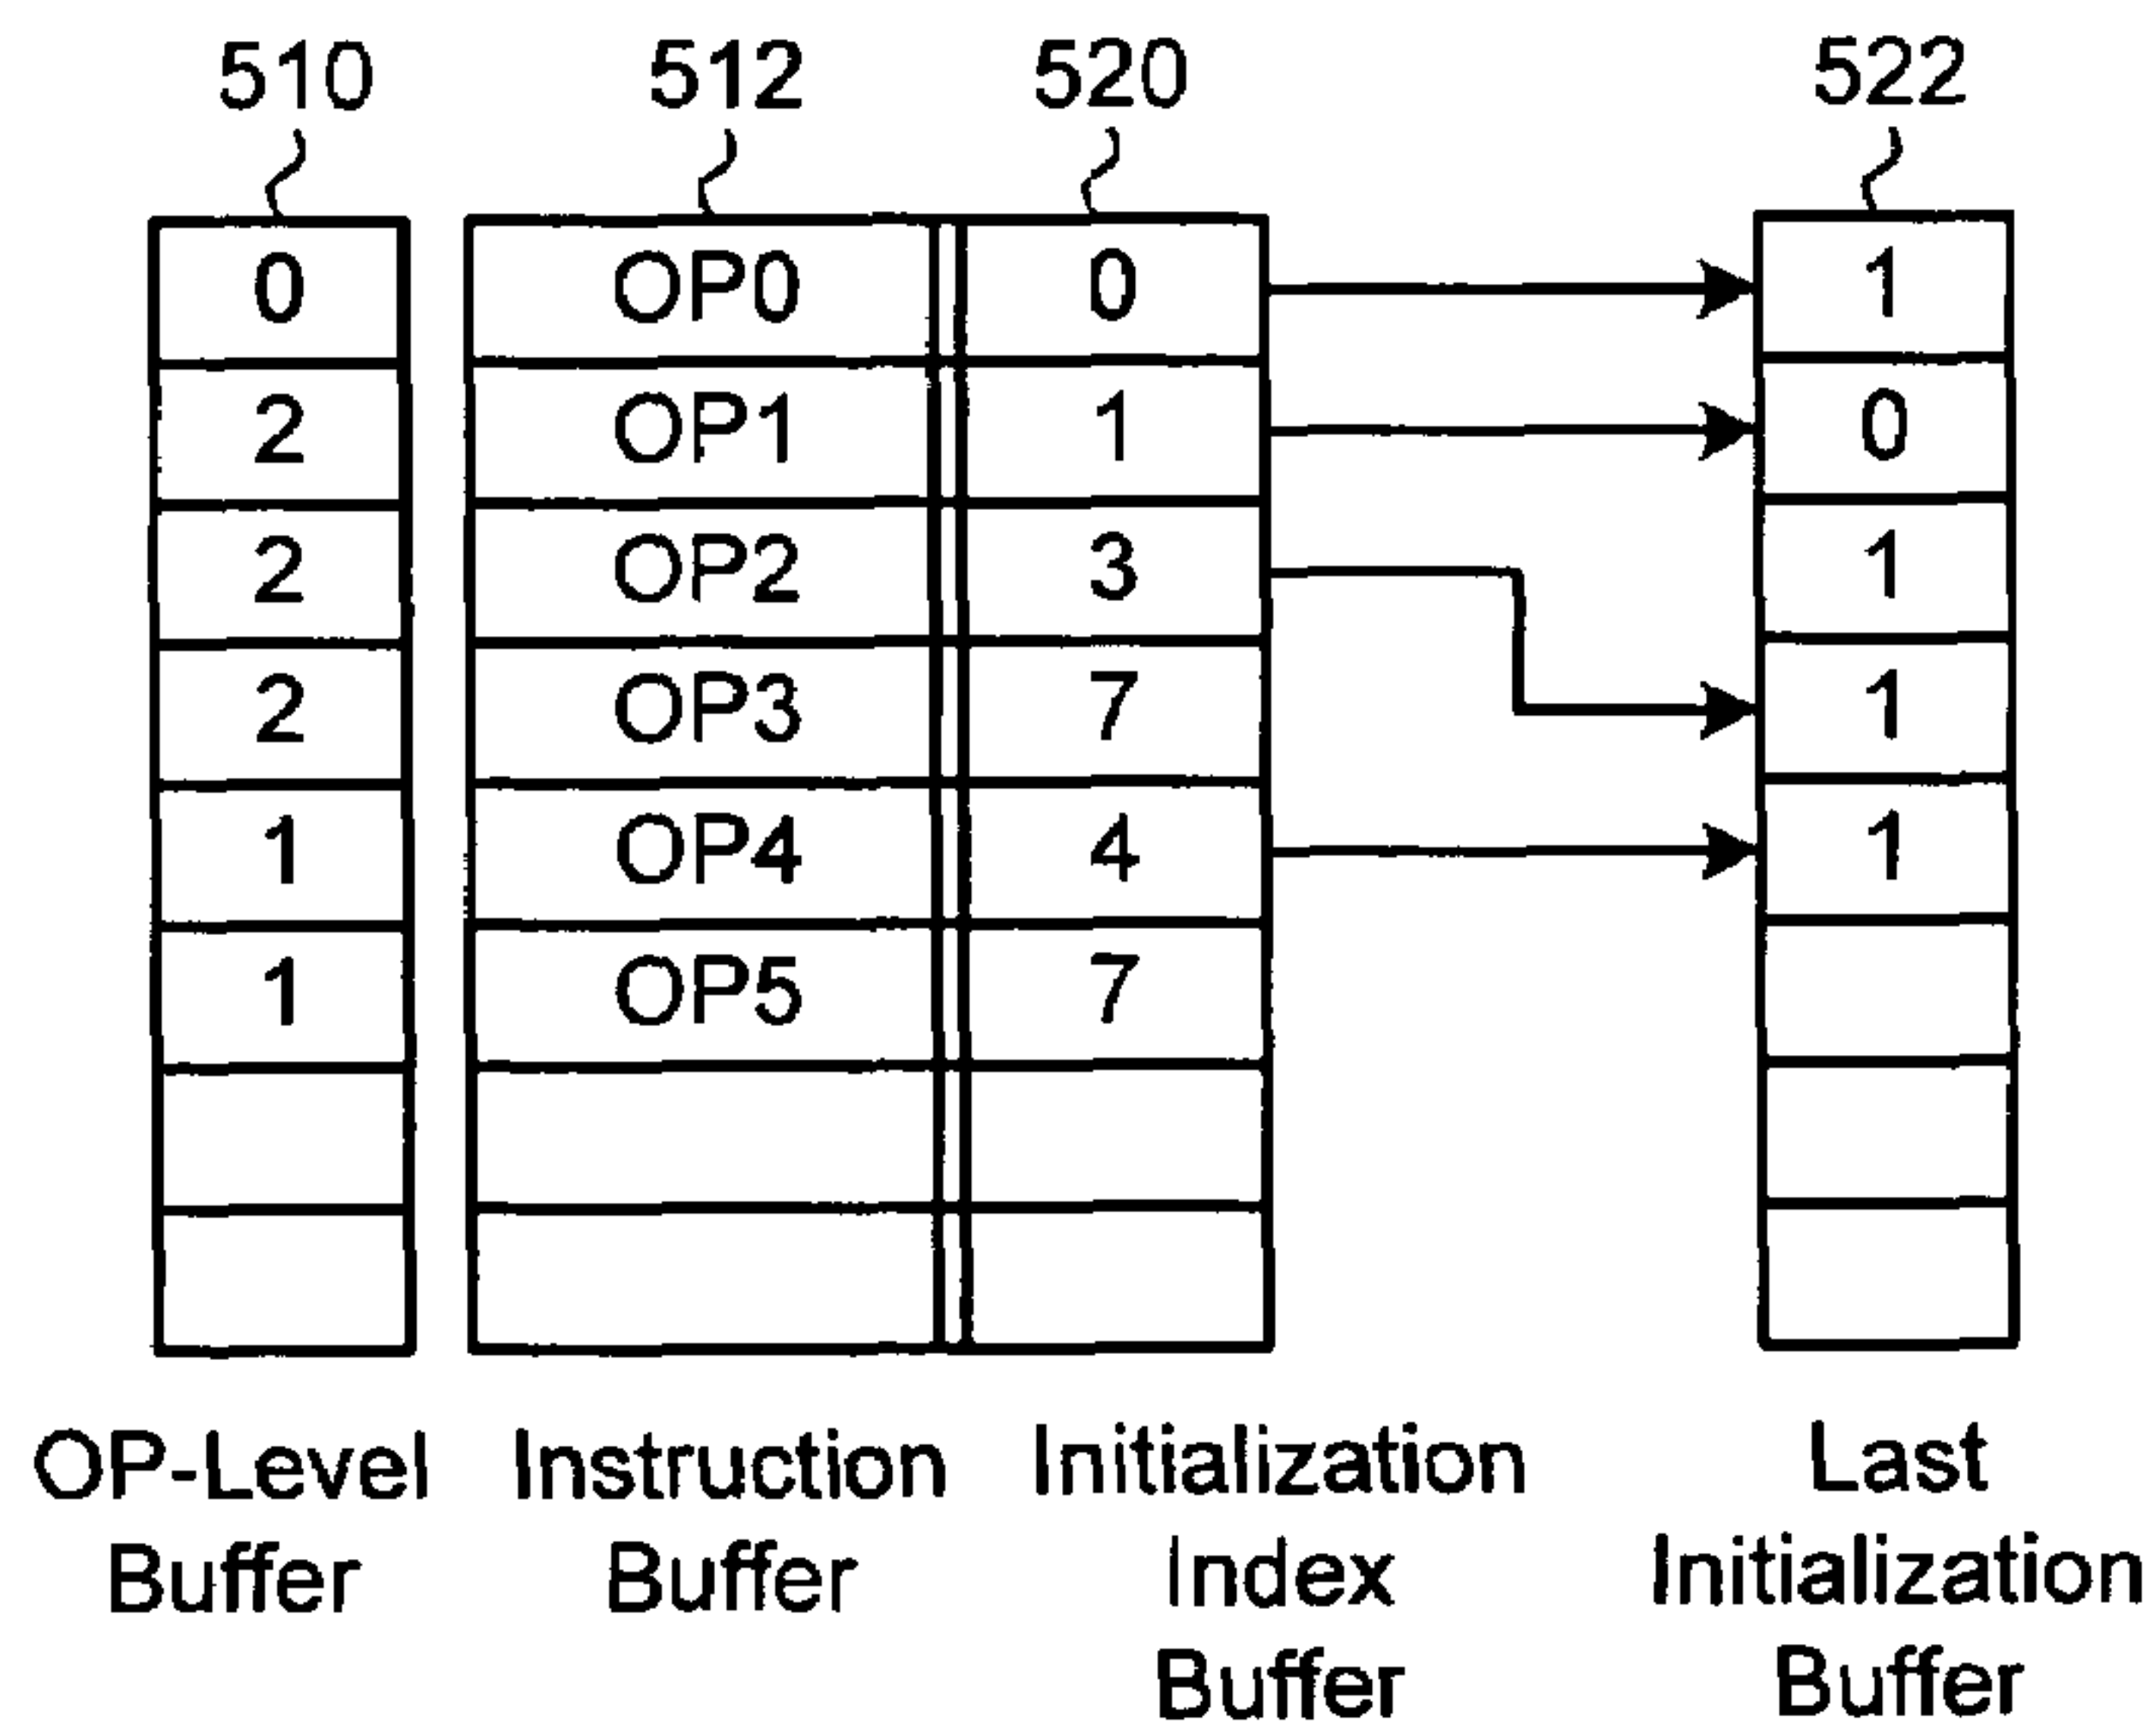 510 512 520 522
0 OP0 0 1
2 OP1 1 0
2 OP2 3 1
2 OP3 7 1
1 OP4 4 1
1 OP5 7
OP-Level Instruction Initialization Last
Buffer Buffer Index Initialization
Buffer Buffer